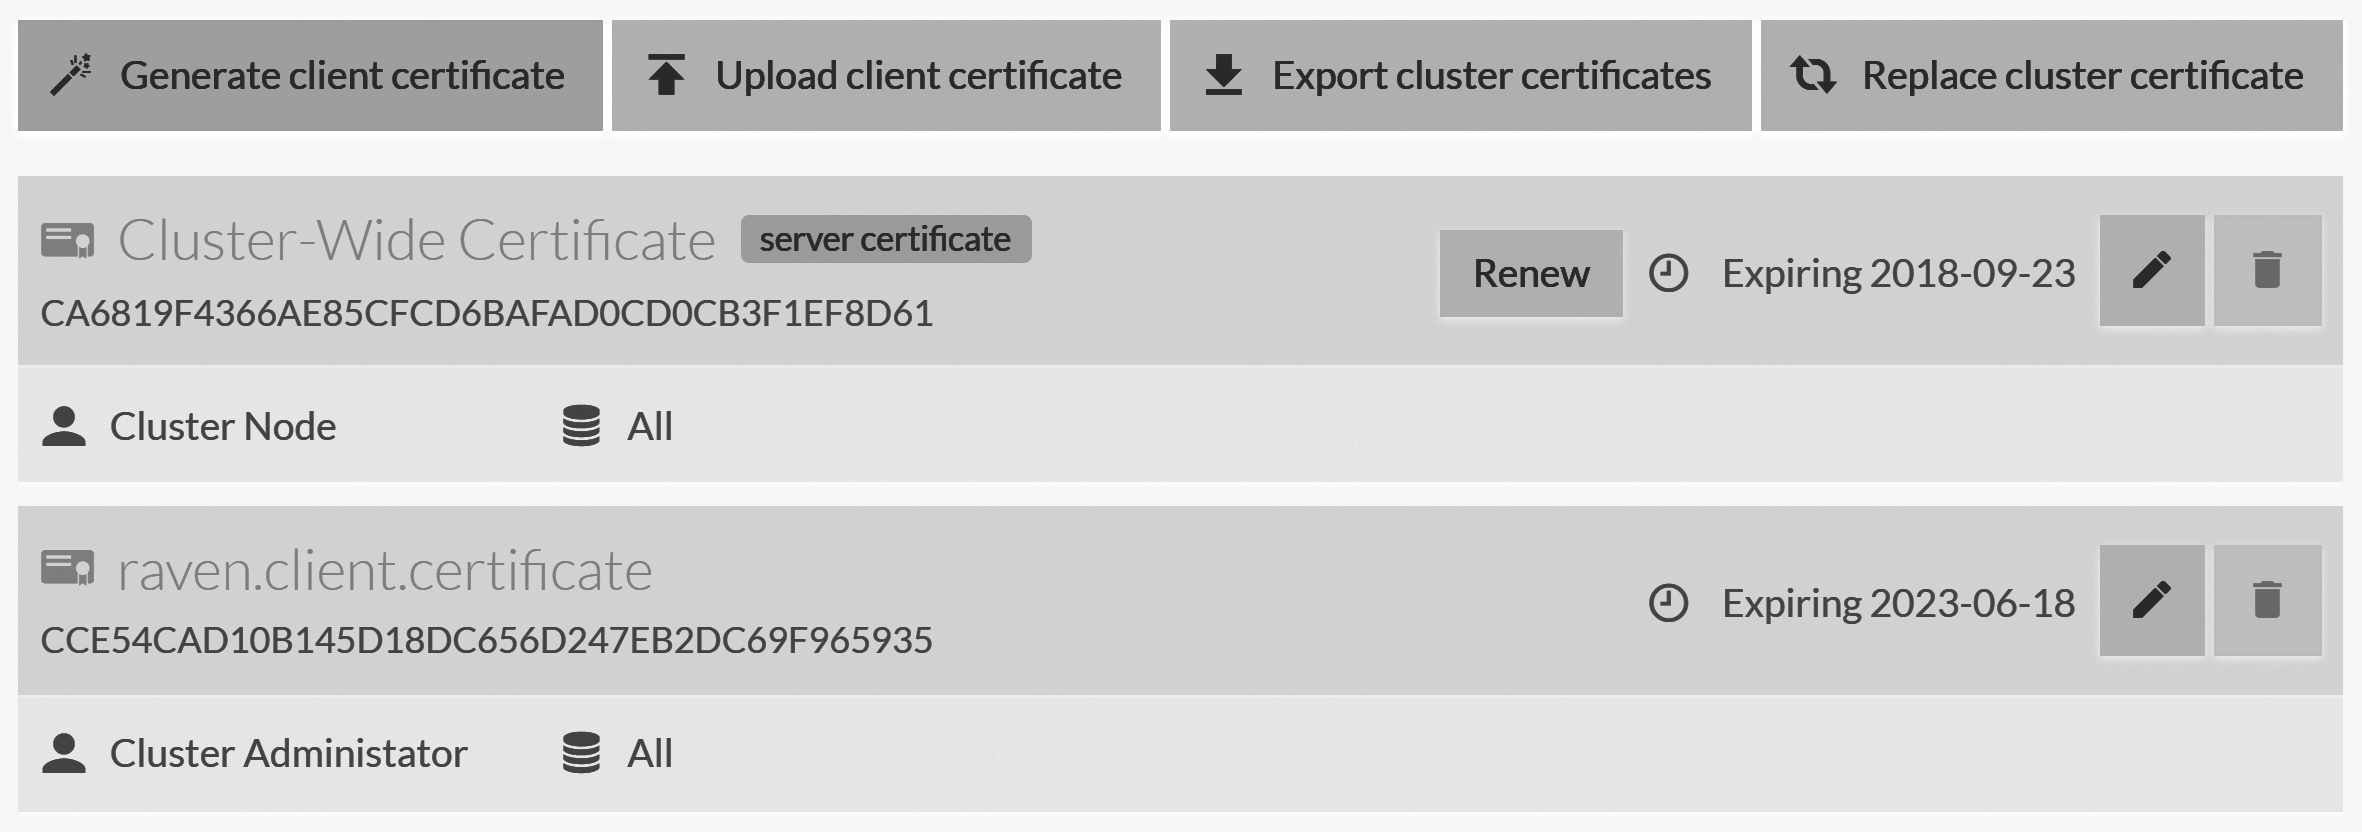 Generate client certificate Upload client certificate Export cluster certificates Replace cluster certificate
Cluster-Wide Certificate server certificate
CA6819F4366AE85CFCD6BAFAD0CD0CB3F1EF8D61
Renew Expiring 2018-09-23
Cluster Node All
raven.client.certificate
CCE54CAD10B145D18DC656D247EB2DC69F965935
Expiring 2023-06-18
Cluster Administator All